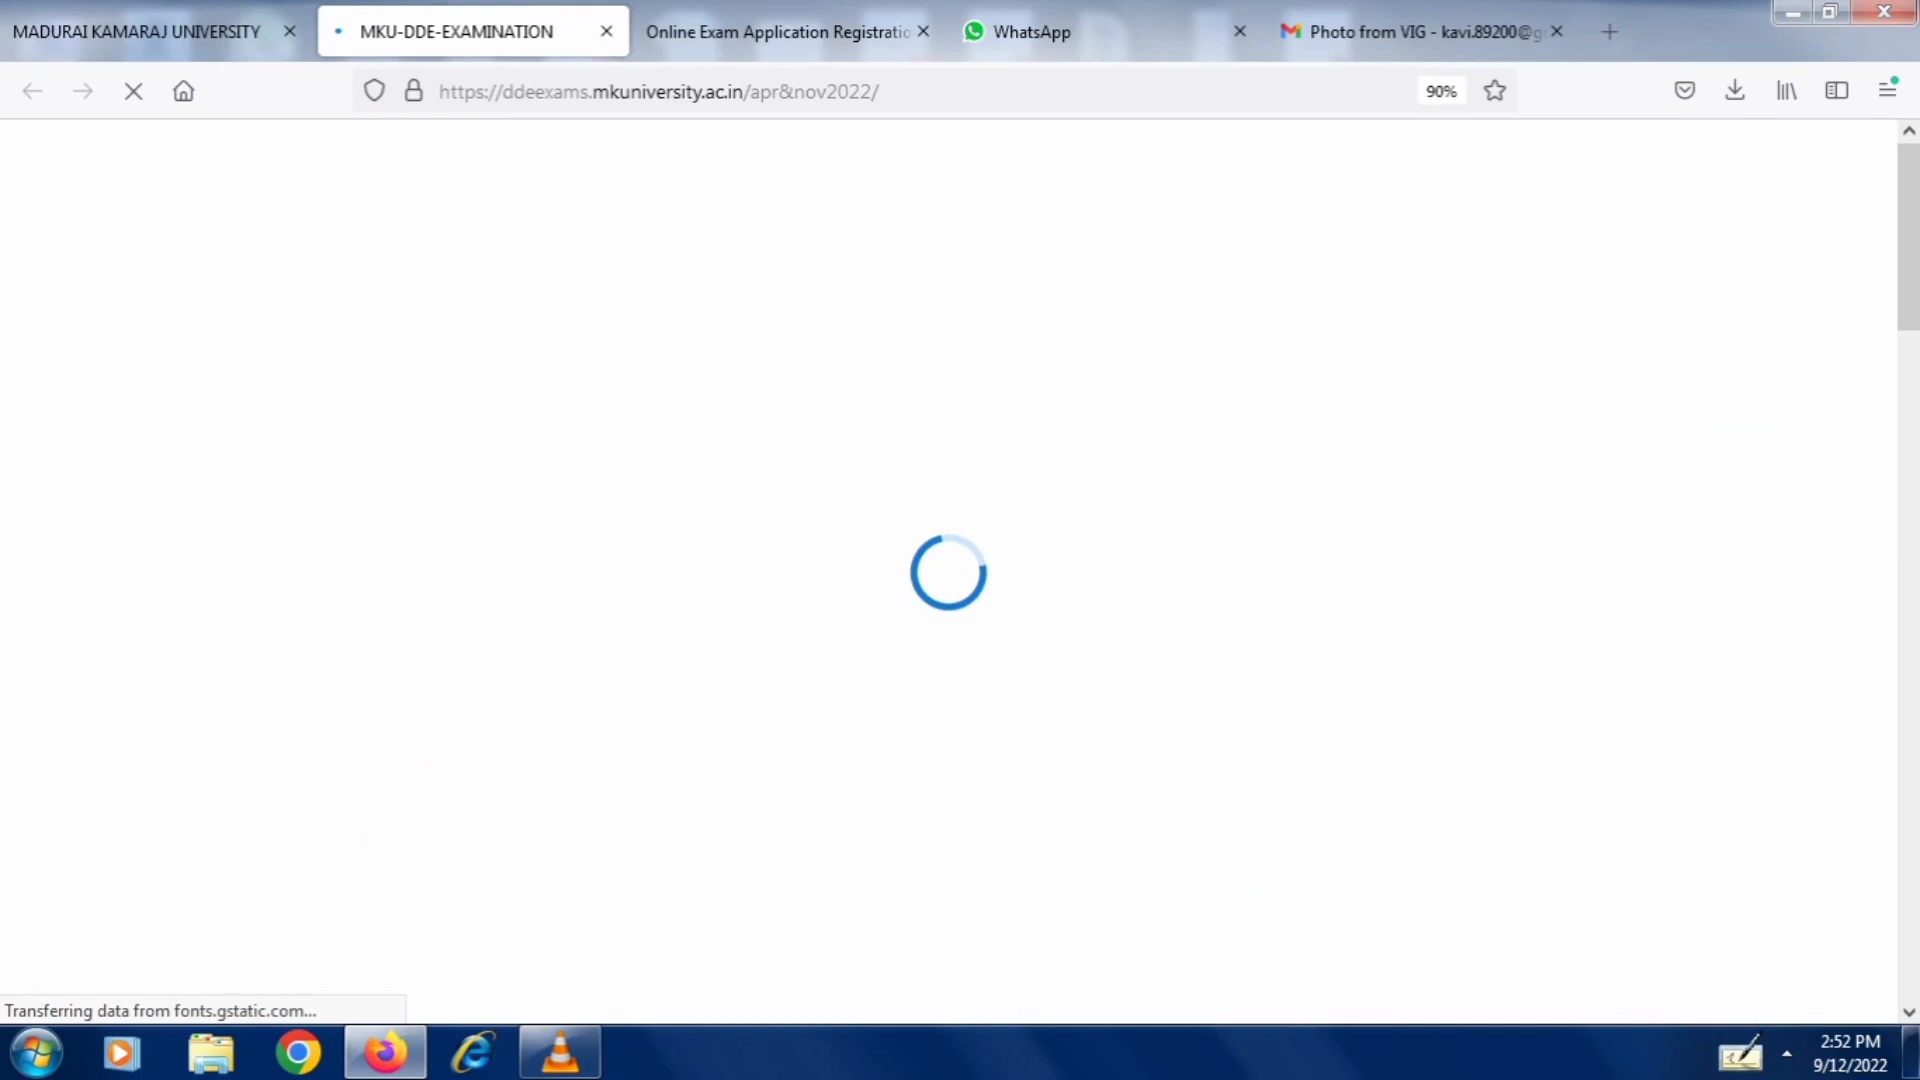 MADURAI KAMARAJ UNIVERSITY
MKU-DDE-EXAMINATION
Online Exam Application Registratio
WhatsApp
Photo from VIG - kavi.89200@g
https://ddeexams.mkuniversity.ac.in/apr&nov2022/
90%
Transferring data from fonts.gstatic.com...
2:52 PM
9/12/2022